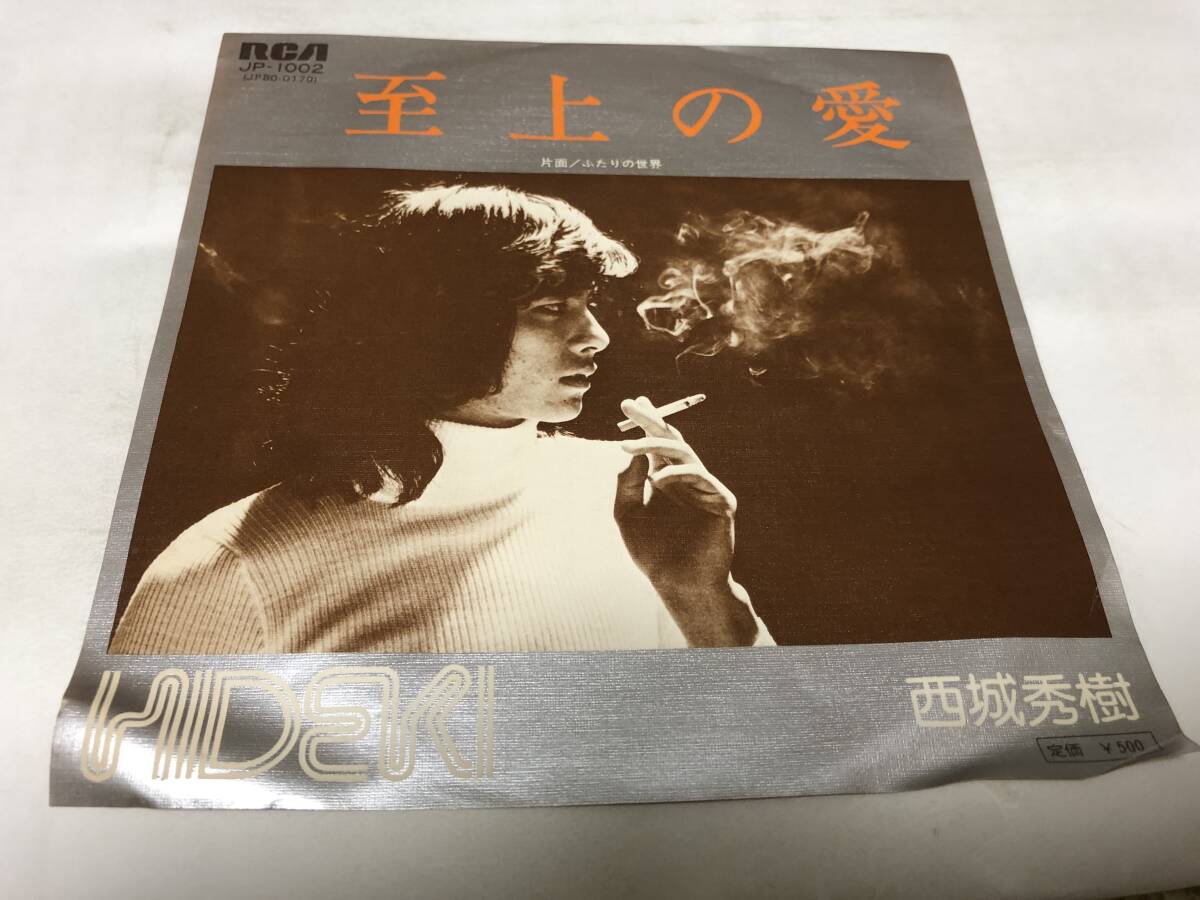 RCA
JP-1002
(JPBO-0170)
至上の愛
片面/ふたりの世界
HIDEKI
西城秀樹
定価 ¥500